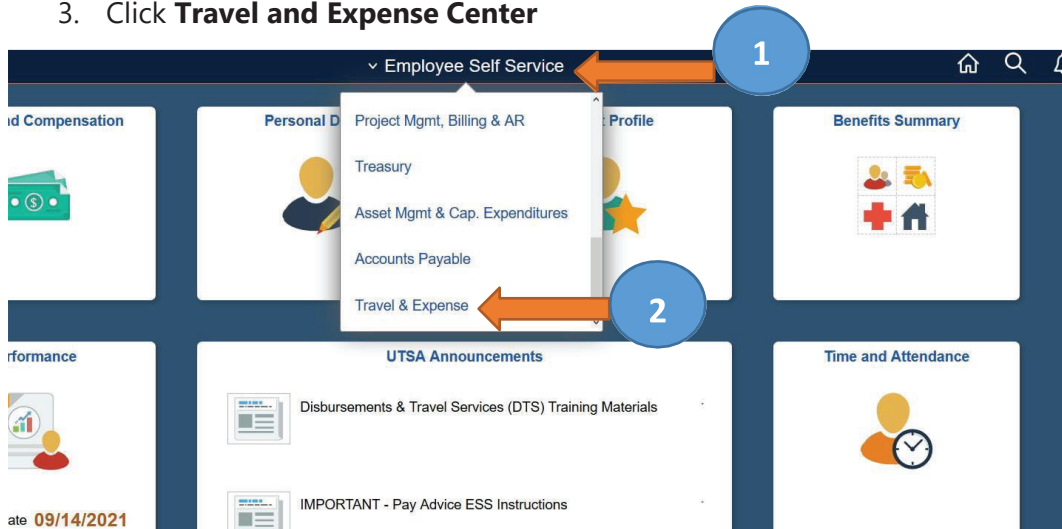 3. Click Travel and Expense Center
1
Employee Self Service
Compensation
Personal
Project Mgmt, Billing & AR
Profile
Benefits Summary
Treasury
Asset Mgmt & Cap. Expenditures
Accounts Payable
Travel & Expense
2
UTSA Announcements
Time and Attendance
Disbursements & Travel Services (DTS) Training Materials
IMPORTANT - Pay Advice ESS Instructions
09/14/2021